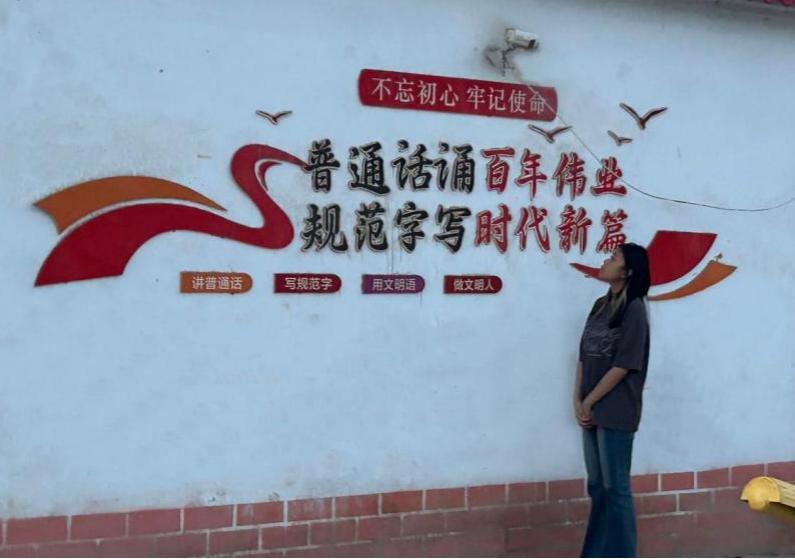 不忘初心 牢记使命
普通话诵百年伟业
规范字写时代新篇
讲普通话 写规范字 用文明语 做文明人